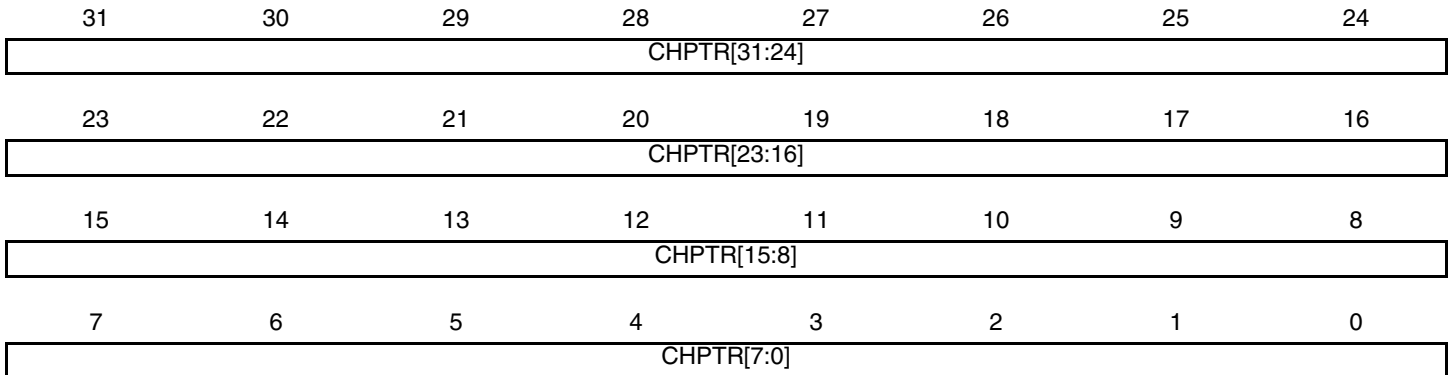 31 30 29 28 27 26 25 24
CHPTR[31:24]
23 22 21 20 19 18 17 16
CHPTR[23:16]
15 14 13 12 11 10 9 8
CHPTR[15:8]
7 6 5 4 3 2 1 0
CHPTR[7:0]